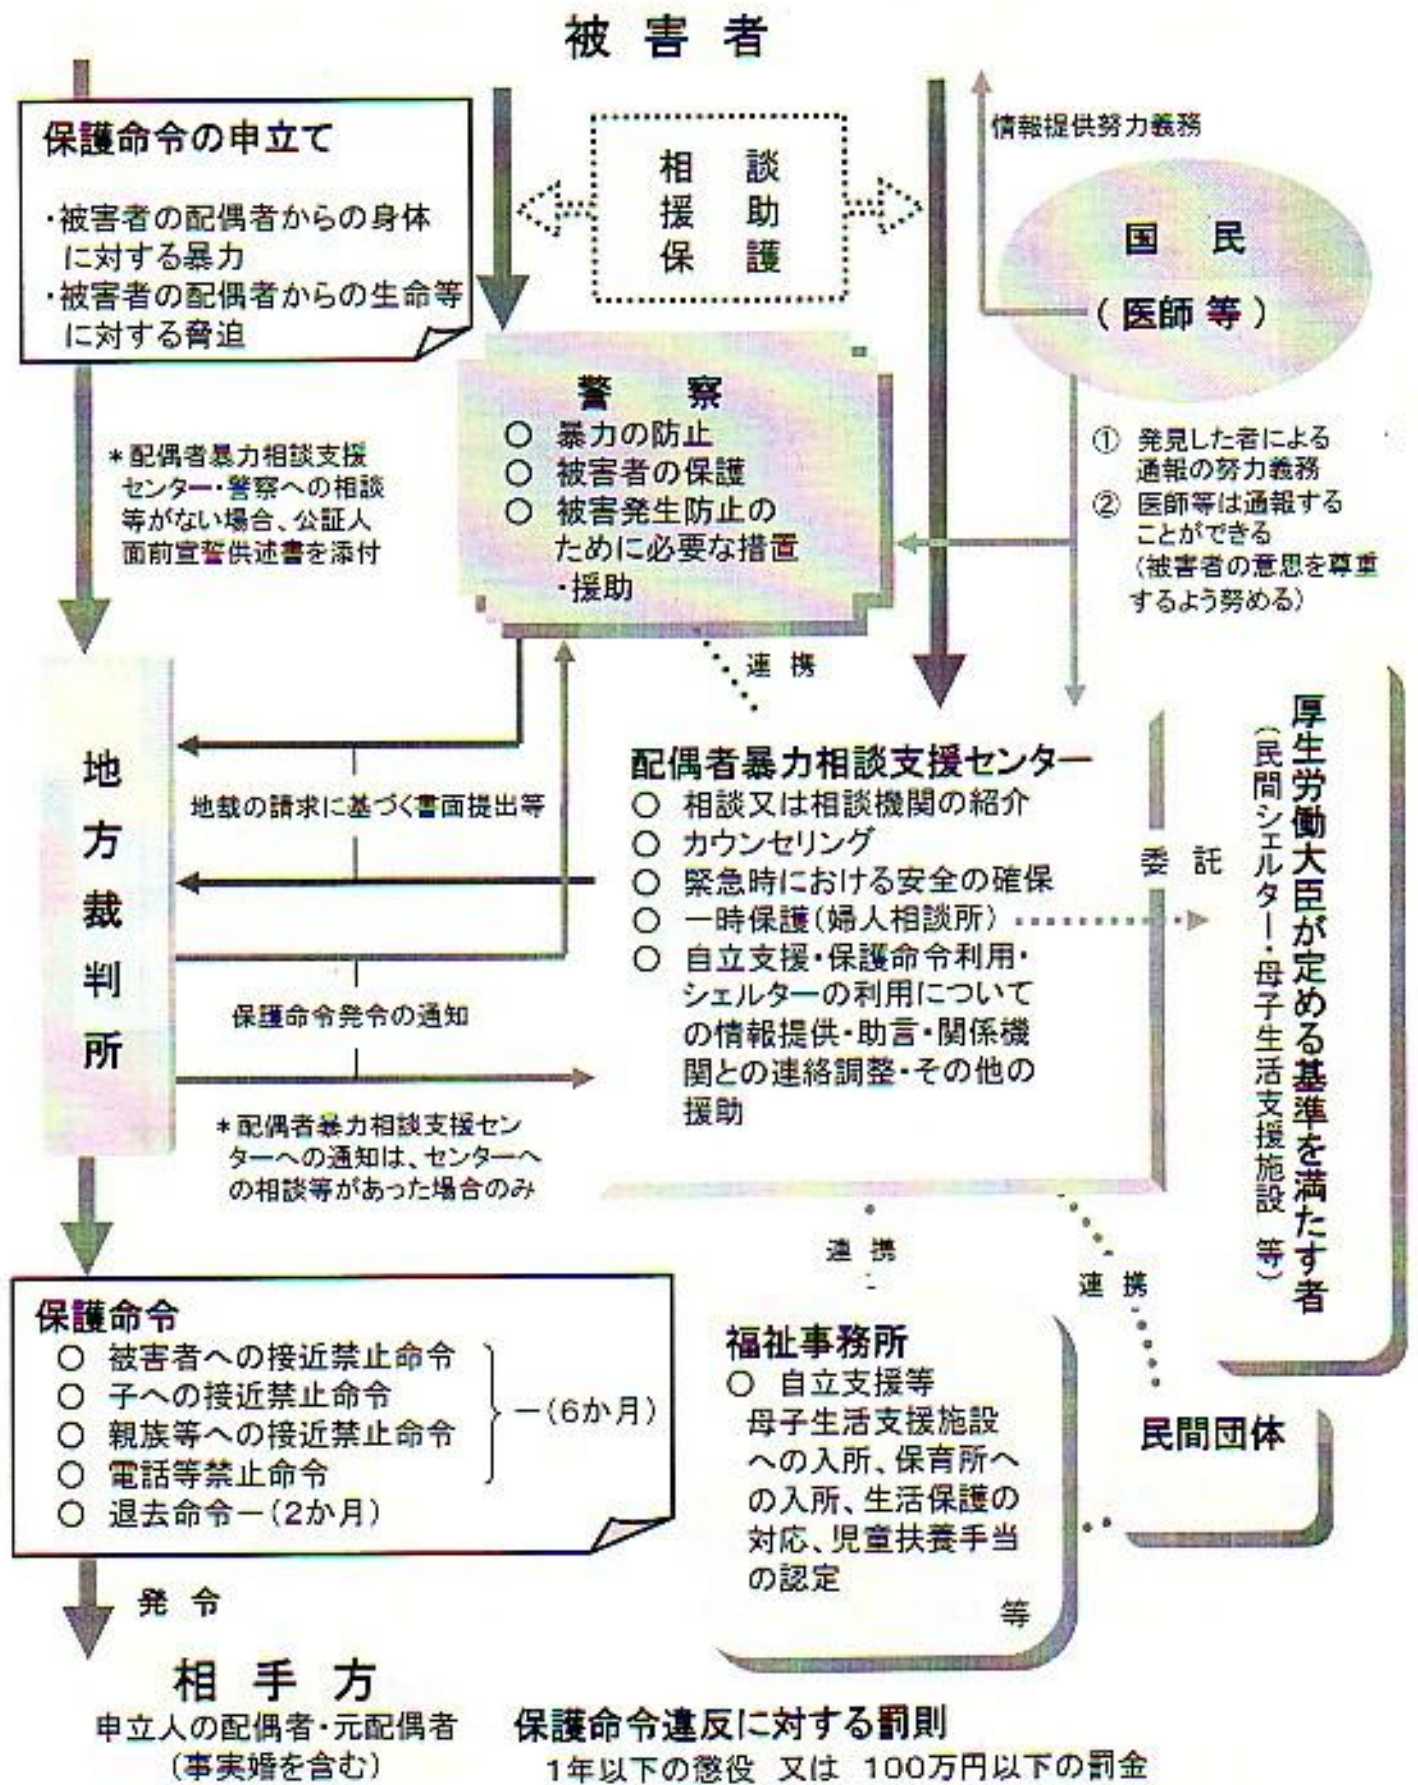 被害者
保護命令の申立て
・被害者の配偶者からの身体
に対する暴力
・被害者の配偶者からの生命等
に対する脅迫
相談
援助
保護
情報提供努力義務
国民
(医師等)
警察
○ 暴力の防止
○ 被害者の保護
○ 被害発生防止の
ために必要な措置
・援助
① 発見した者による
通報の努力義務
② 医師等は通報する
ことができる
(被害者の意思を尊重
するよう努める)
*配偶者暴力相談支援
センター・警察への相談
等がない場合、公証人
面前宣誓供述書を添付
連携
地方裁判所
地裁の請求に基づく書面提出等
保護命令発令の通知
*配偶者暴力相談支援セン
ターへの通知は、センターへ
の相談等があった場合のみ
配偶者暴力相談支援センター
○ 相談又は相談機関の紹介
○ カウンセリング
○ 緊急時における安全の確保
○ 一時保護(婦人相談所)
○ 自立支援・保護命令利用・
シェルターの利用について
の情報提供・助言・関係機
関との連絡調整・その他の
援助
委託
厚生労働大臣が定める基準を満たす者
(民間シェルター・母子生活支援施設 等)
連携
連携
保護命令
○ 被害者への接近禁止命令
○ 子への接近禁止命令
○ 親族等への接近禁止命令
○ 電話等禁止命令
ー(6か月)
○ 退去命令ー(2か月)
福祉事務所
○ 自立支援等
母子生活支援施設
への入所、保育所へ
の入所、生活保護の
対応、児童扶養手当
の認定
等
民間団体
発令
相手方
申立人の配偶者・元配偶者
(事実婚を含む)
保護命令違反に対する罰則
1年以下の懲役 又は 100万円以下の罰金